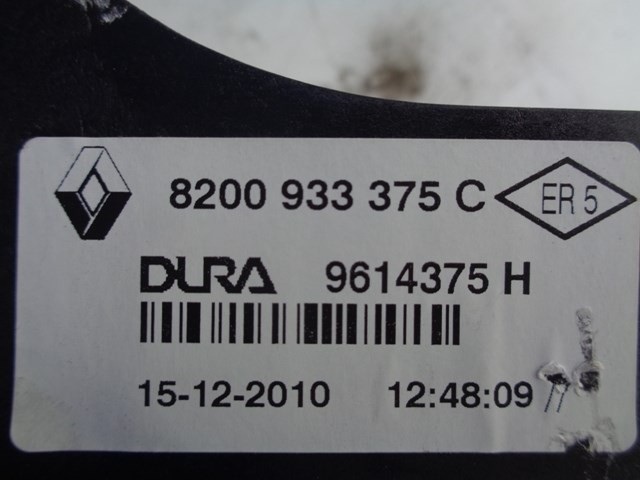 8200 933 375 C
ER 5
DURA 9614375 H
15-12-2010 12:48:09